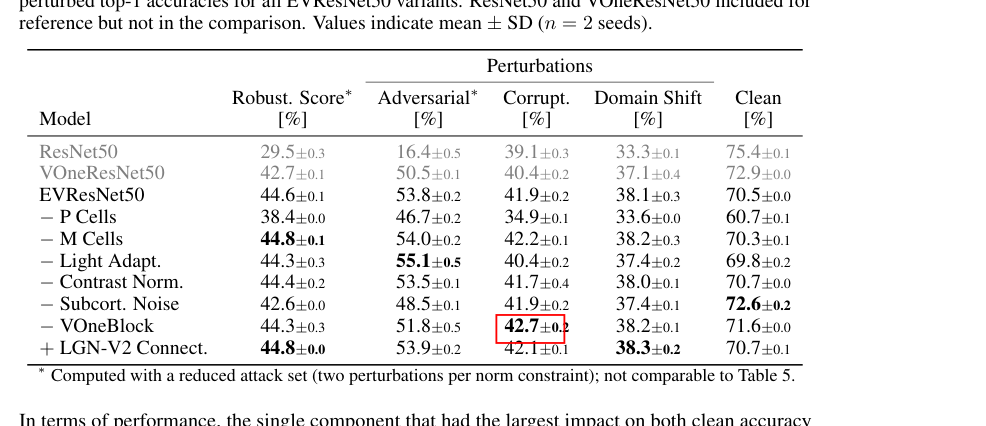 perturbed top-1 accuracies for all EVResNet50 variants. ResNet50 and VOneResNet50 included for
reference but not in the comparison. Values indicate mean ± SD (n = 2 seeds).
Perturbations
Robust. Score* Adversarial* Corrupt. Domain Shift Clean
Model [%] [%] [%] [%] [%]
ResNet50 29.5±0.3 16.4±0.5 39.1±0.3 33.3±0.1 75.4±0.1
VOneResNet50 42.7±0.1 50.5±0.1 40.4±0.2 37.1±0.4 72.9±0.0
EVResNet50 44.6±0.1 53.8±0.2 41.9±0.2 38.1±0.3 70.5±0.0
− P Cells 38.4±0.0 46.7±0.2 34.9±0.1 33.6±0.0 60.7±0.1
− M Cells 44.8±0.1 54.0±0.2 42.2±0.1 38.2±0.3 70.3±0.1
− Light Adapt. 44.3±0.3 55.1±0.5 40.4±0.2 37.4±0.2 69.8±0.2
− Contrast Norm. 44.4±0.2 53.5±0.1 41.7±0.4 38.0±0.1 70.7±0.0
− Subcort. Noise 42.6±0.0 48.5±0.1 41.9±0.2 37.4±0.1 72.6±0.2
− VOneBlock 44.3±0.3 51.8±0.5 42.7±0.2 38.2±0.1 71.6±0.0
+ LGN-V2 Connect. 44.8±0.0 53.9±0.2 42.1±0.1 38.3±0.2 70.7±0.1
* Computed with a reduced attack set (two perturbations per norm constraint); not comparable to Table 5.
In terms of performance, the single component that had the largest impact on both clean accuracy